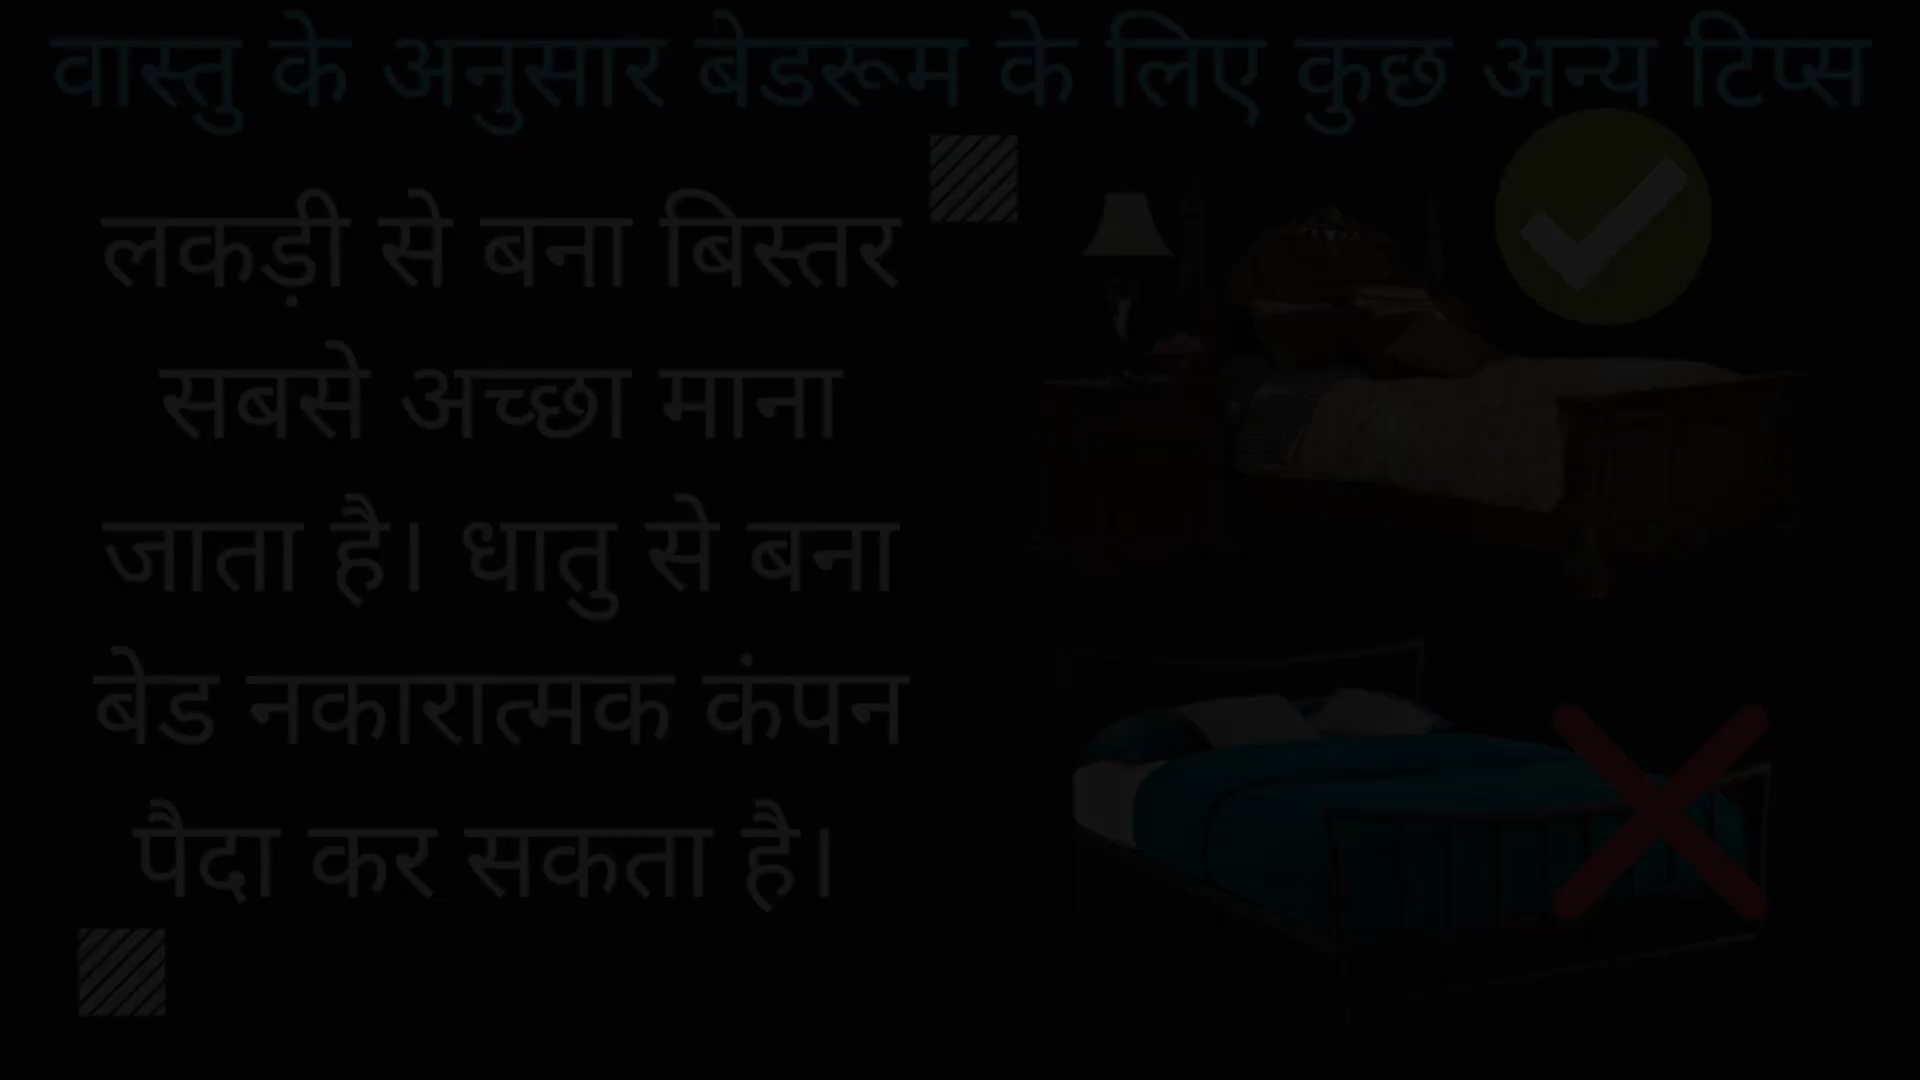 वास्तु के अनुसार बेडरूम के लिए कुछ अन्य टिप्स
लकड़ी से बना बिस्तर
सबसे अच्छा माना
जाता है। धातु से बना
बेड नकारात्मक कंपन
पैदा कर सकता है।